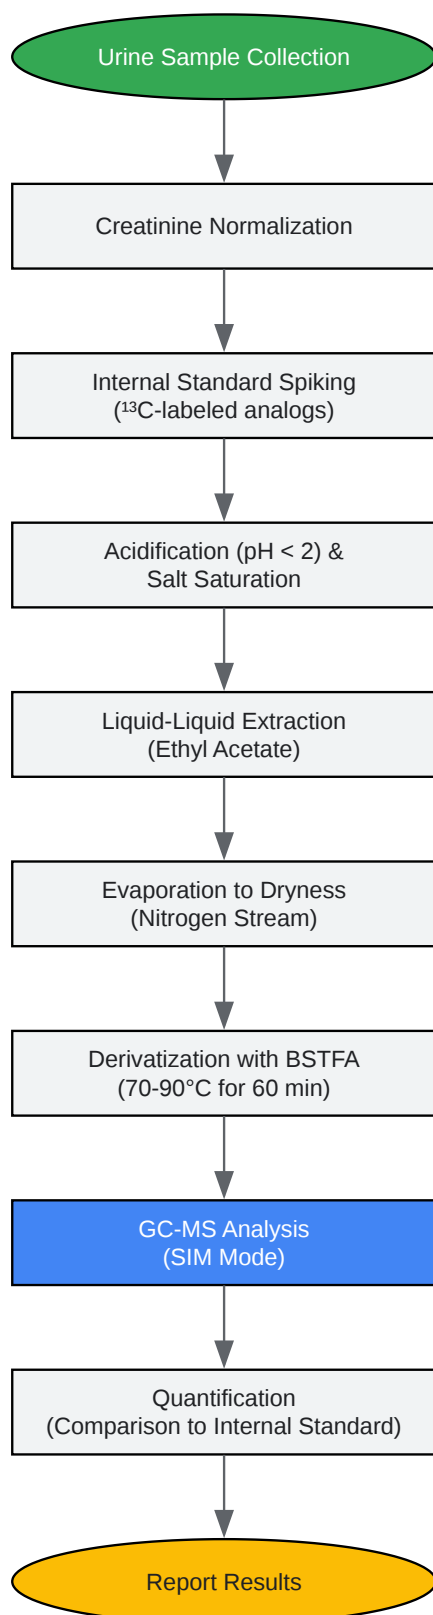 Urine Sample Collection
Creatinine Normalization
Internal Standard Spiking
(¹³C-labeled analogs)
Acidification (pH < 2) &
Salt Saturation
Liquid-Liquid Extraction
(Ethyl Acetate)
Evaporation to Dryness
(Nitrogen Stream)
Derivatization with BSTFA
(70-90°C for 60 min)
GC-MS Analysis
(SIM Mode)
Quantification
(Comparison to Internal Standard)
Report Results